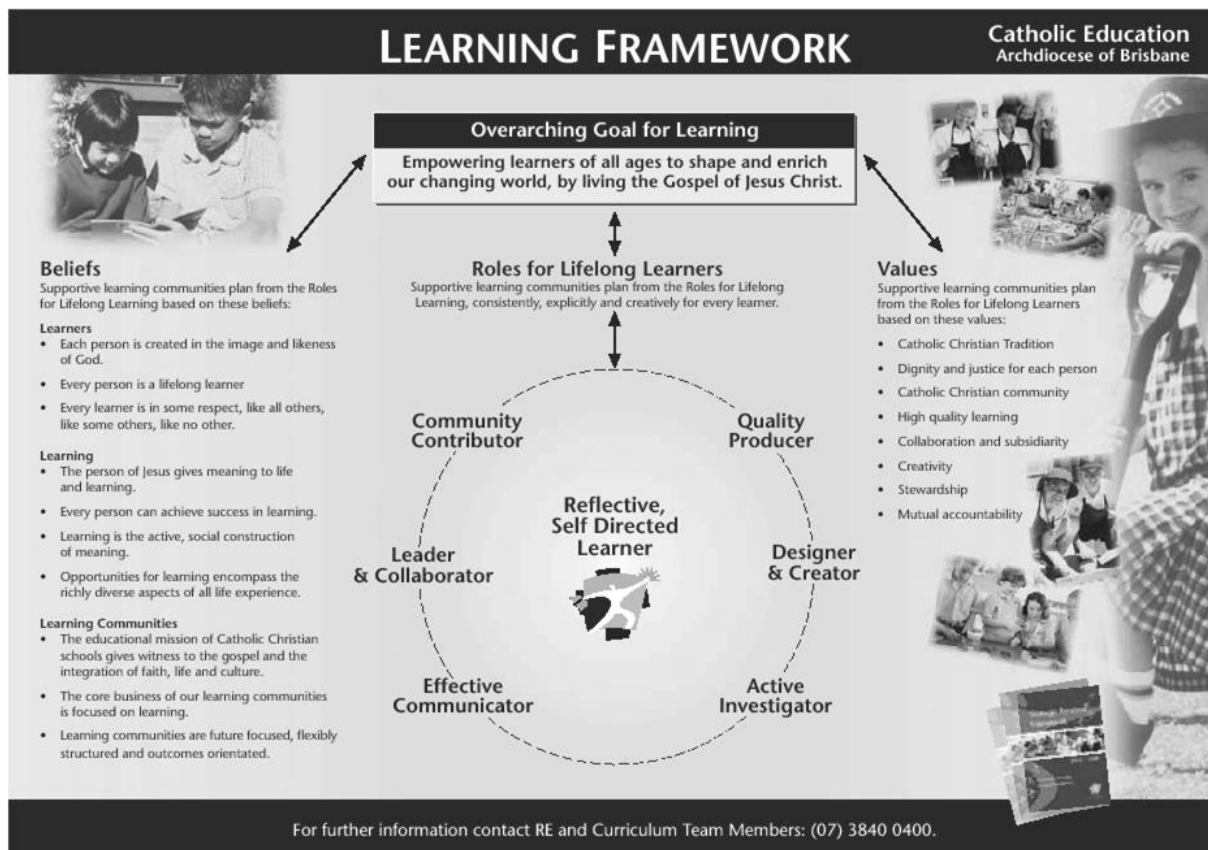 LEARNING FRAMEWORK
Catholic Education
Archdiocese of Brisbane
Overarching Goal for Learning
Empowering learners of all ages to shape and enrich
our changing world, by living the Gospel of Jesus Christ.
Beliefs
Supportive learning communities plan from the Roles
for Lifelong Learning based on these beliefs:
Learners
• Each person is created in the image and likeness
of God.
• Every person is a lifelong learner
• Every learner is in some respect, like all others,
like some others, like no other.
Learning
• The person of Jesus gives meaning to life
and learning.
• Every person can achieve success in learning.
• Learning is the active, social construction
of meaning.
• Opportunities for learning encompass the
richly diverse aspects of all life experience.
Learning Communities
• The educational mission of Catholic Christian
schools gives witness to the gospel and the
integration of faith, life and culture.
• The core business of our learning communities
is focused on learning.
• Learning communities are future focused, flexibly
structured and outcomes orientated.
Roles for Lifelong Learners
Supportive learning communities plan from the Roles for Lifelong
Learning, consistently, explicitly and creatively for every learner.
Community
Contributor
Quality
Producer
Reflective,
Self Directed
Learner
Leader
& Collaborator
Designer
& Creator
Effective
Communicator
Active
Investigator
Values
Supportive learning communities plan
from the Roles for Lifelong Learners
based on these values:
• Catholic Christian Tradition
• Dignity and justice for each person
• Catholic Christian community
• High quality learning
• Collaboration and subsidiarity
• Creativity
• Stewardship
• Mutual accountability
For further information contact RE and Curriculum Team Members: (07) 3840 0400.